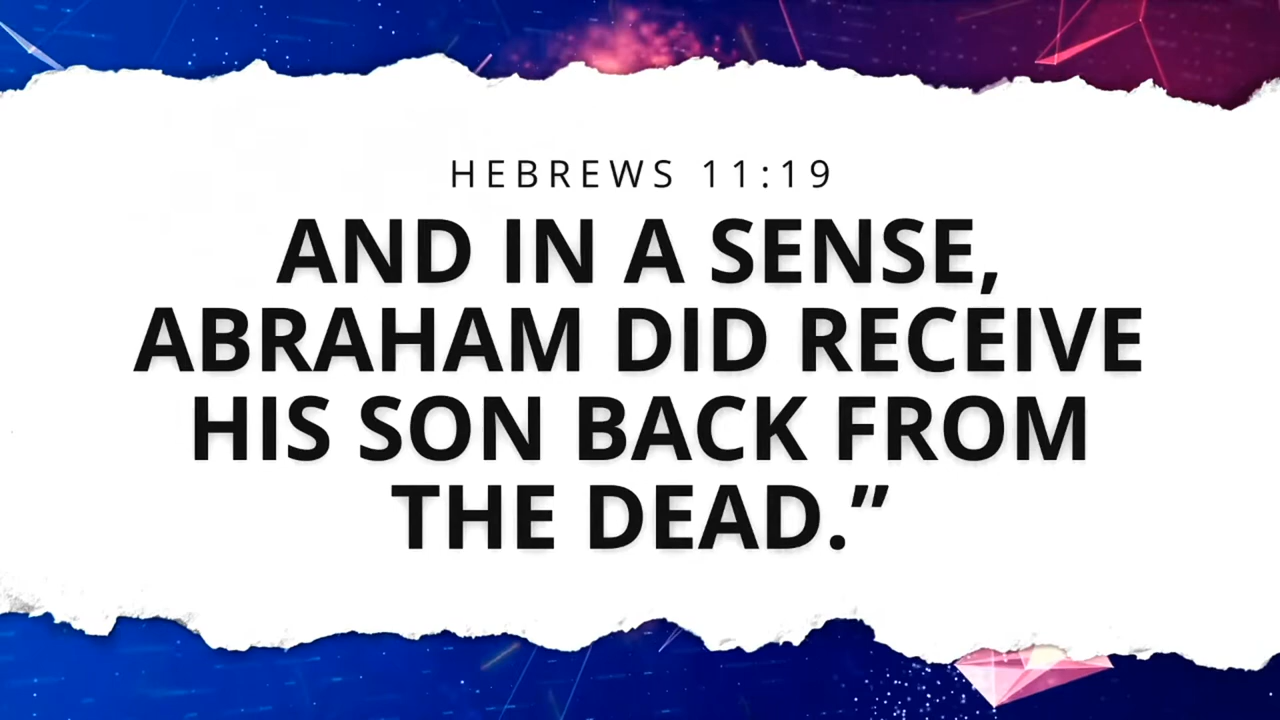 HEBREWS 11:19
AND IN A SENSE,
ABRAHAM DID RECEIVE
HIS SON BACK FROM
THE DEAD.”